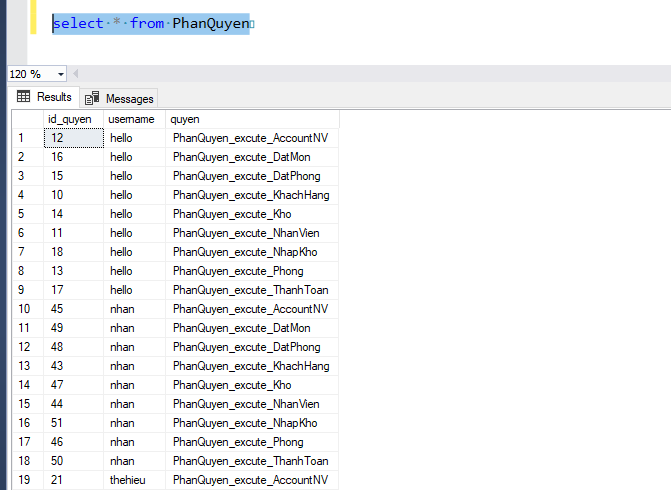 select * from PhanQuyen
120 %
Results Messages
id_quyen username quyen
1 12 hello PhanQuyen_excute_AccountNV
2 16 hello PhanQuyen_excute_DatMon
3 15 hello PhanQuyen_excute_DatPhong
4 10 hello PhanQuyen_excute_KhachHang
5 14 hello PhanQuyen_excute_Kho
6 11 hello PhanQuyen_excute_NhanVien
7 18 hello PhanQuyen_excute_NhapKho
8 13 hello PhanQuyen_excute_Phong
9 17 hello PhanQuyen_excute_ThanhToan
10 45 nhan PhanQuyen_excute_AccountNV
11 49 nhan PhanQuyen_excute_DatMon
12 48 nhan PhanQuyen_excute_DatPhong
13 43 nhan PhanQuyen_excute_KhachHang
14 47 nhan PhanQuyen_excute_Kho
15 44 nhan PhanQuyen_excute_NhanVien
16 51 nhan PhanQuyen_excute_NhapKho
17 46 nhan PhanQuyen_excute_Phong
18 50 nhan PhanQuyen_excute_ThanhToan
19 21 thehieu PhanQuyen_excute_AccountNV